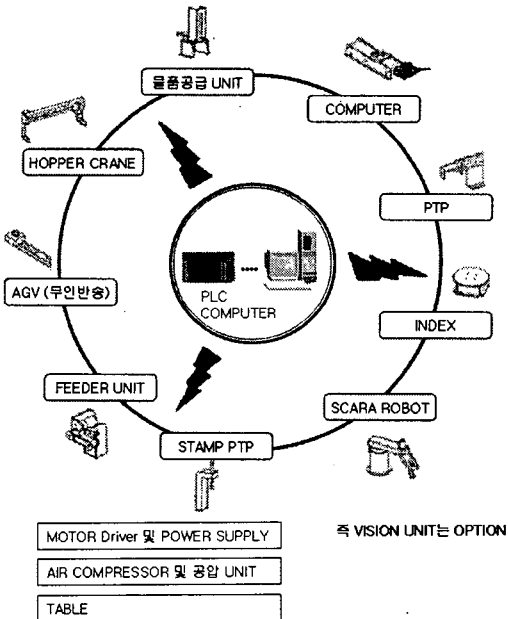 물품공급 UNIT
COMPUTER
HOPPER CRANE
PTP
PLC
COMPUTER
AGV (무인반송)
INDEX
FEEDER UNIT
SCARA ROBOT
STAMP PTP
MOTOR Driver 및 POWER SUPPLY
즉 VISION UNIT는 OPTION
AIR COMPRESSOR 및 공압 UNIT
TABLE